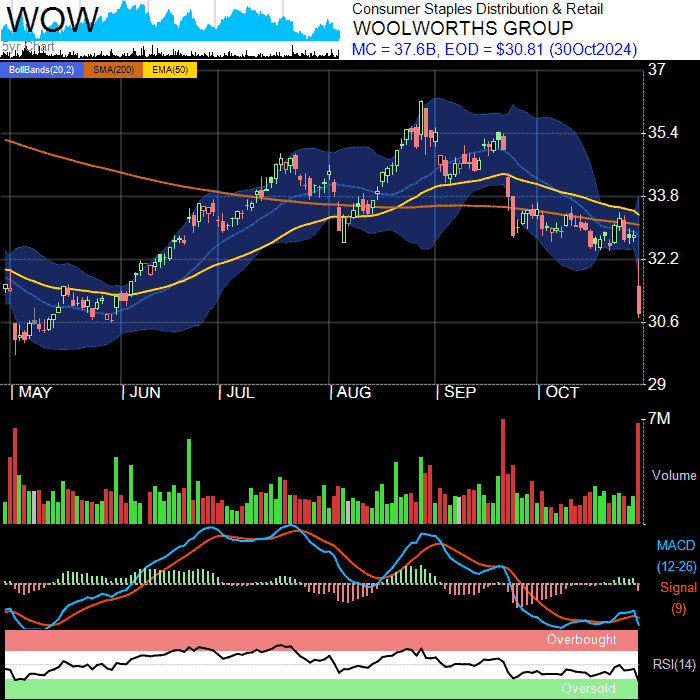 WOW
5yr Chart
Consumer Staples Distribution & Retail
WOOLWORTHS GROUP
MC = 37.6B, EOD = $30.81 (30Oct2024)
BollBands(20,2) SMA(200) EMA(50)
37
35.4
33.8
32.2
30.6
29
MAY JUN JUL AUG SEP OCT
7M
Volume
MACD
(12-26)
Signal
(9)
Overbought
RSI(14)
Oversold